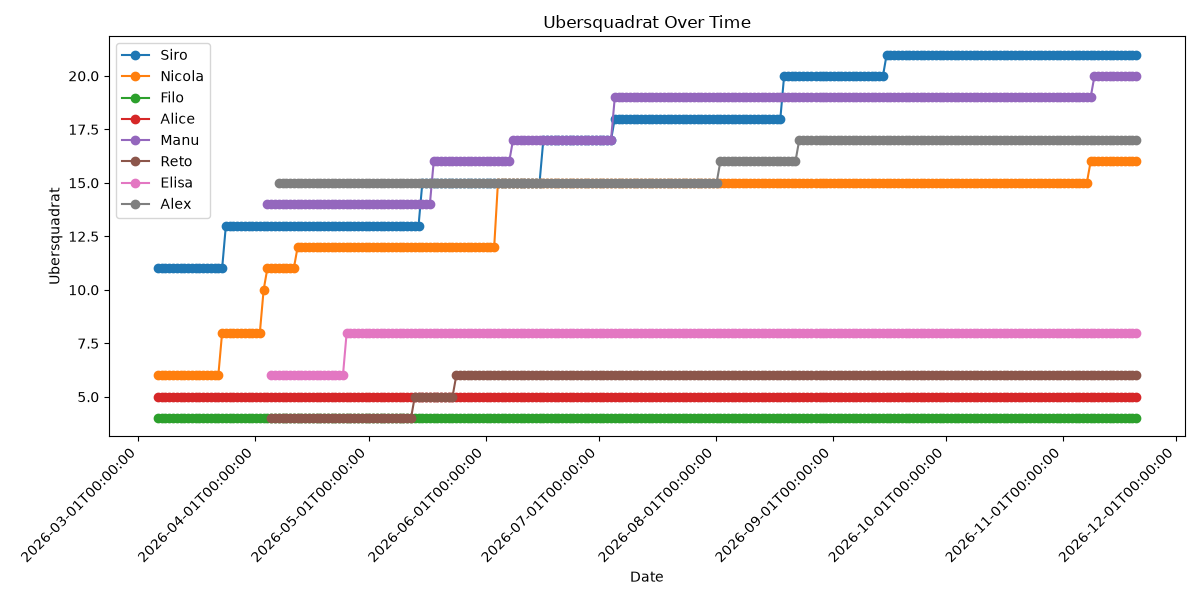 Ubersquadrat Over Time
Siro
Nicola
Filo
Alice
Manu
Reto
Elisa
Alex
Ubersquadrat
20.0
17.5
15.0
12.5
10.0
7.5
5.0
2026-03-01T00:00:00
2026-04-01T00:00:00
2026-05-01T00:00:00
2026-06-01T00:00:00
2026-07-01T00:00:00
2026-08-01T00:00:00
2026-09-01T00:00:00
2026-10-01T00:00:00
2026-11-01T00:00:00
2026-12-01T00:00:00
Date